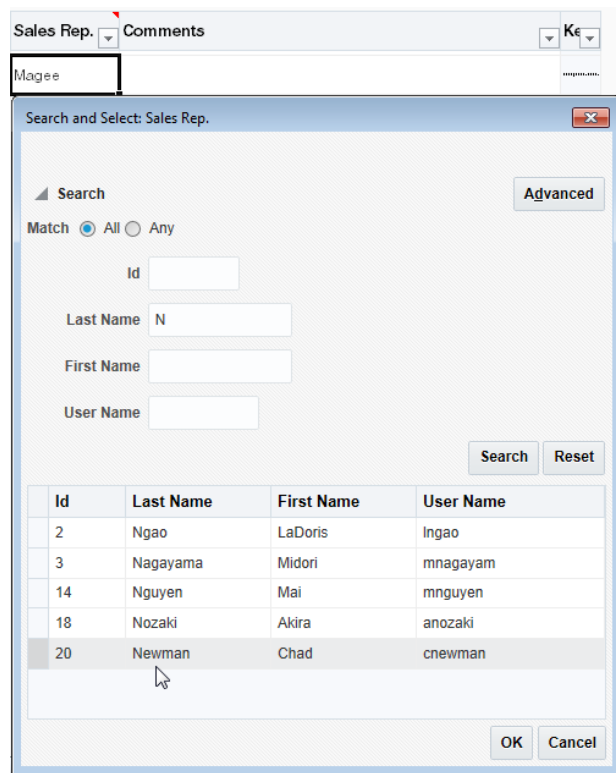 Sales Rep. Comments Ke
Magee
Search and Select: Sales Rep.
Search Advanced
Match All Any
Id
Last Name N
First Name
User Name
Search Reset
Id Last Name First Name User Name
2 Ngao LaDoris lngao
3 Nagayama Midori mnagayam
14 Nguyen Mai mnguyen
18 Nozaki Akira anozaki
20 Newman Chad cnewman
OK Cancel